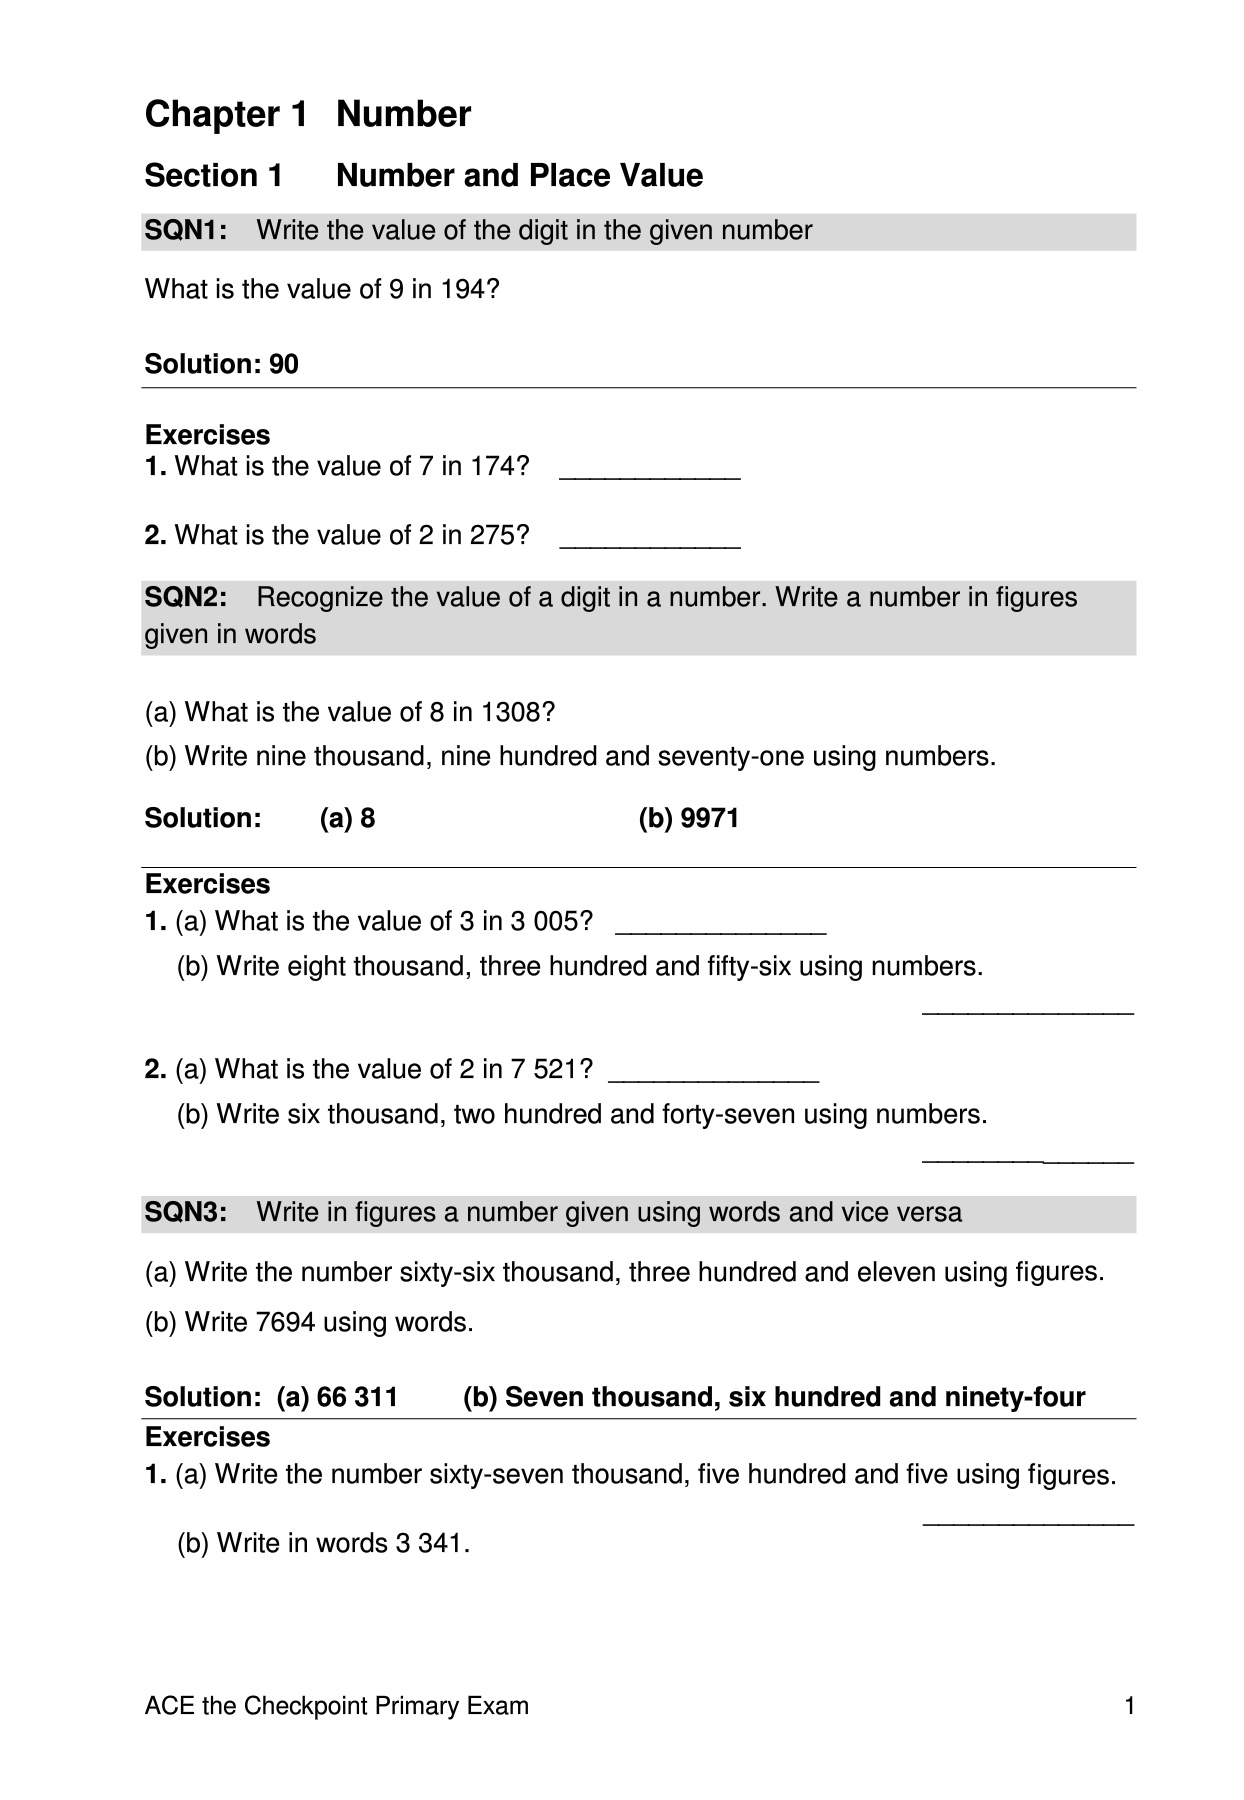 Chapter 1 Number
Section 1 Number and Place Value
SQN1: Write the value of the digit in the given number
What is the value of 9 in 194?
Solution: 90
Exercises
1. What is the value of 7 in 174? ____________
2. What is the value of 2 in 275? ____________
SQN2: Recognize the value of a digit in a number. Write a number in figures
given in words
(a) What is the value of 8 in 1308?
(b) Write nine thousand, nine hundred and seventy-one using numbers.
Solution: (a) 8 (b) 9971
Exercises
1. (a) What is the value of 3 in 3 005? ______________
(b) Write eight thousand, three hundred and fifty-six using numbers.
______________
2. (a) What is the value of 2 in 7 521? ______________
(b) Write six thousand, two hundred and forty-seven using numbers.
______________
SQN3: Write in figures a number given using words and vice versa
(a) Write the number sixty-six thousand, three hundred and eleven using figures.
(b) Write 7694 using words.
Solution: (a) 66 311 (b) Seven thousand, six hundred and ninety-four
Exercises
1. (a) Write the number sixty-seven thousand, five hundred and five using figures.
______________
(b) Write in words 3 341.
ACE the Checkpoint Primary Exam 1